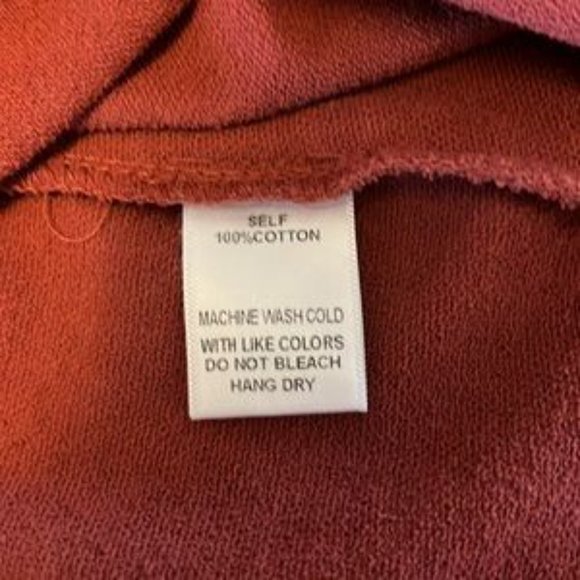 SELF
100%COTTON
MACHINE WASH COLD
WITH LIKE COLORS
DO NOT BLEACH
HANG DRY